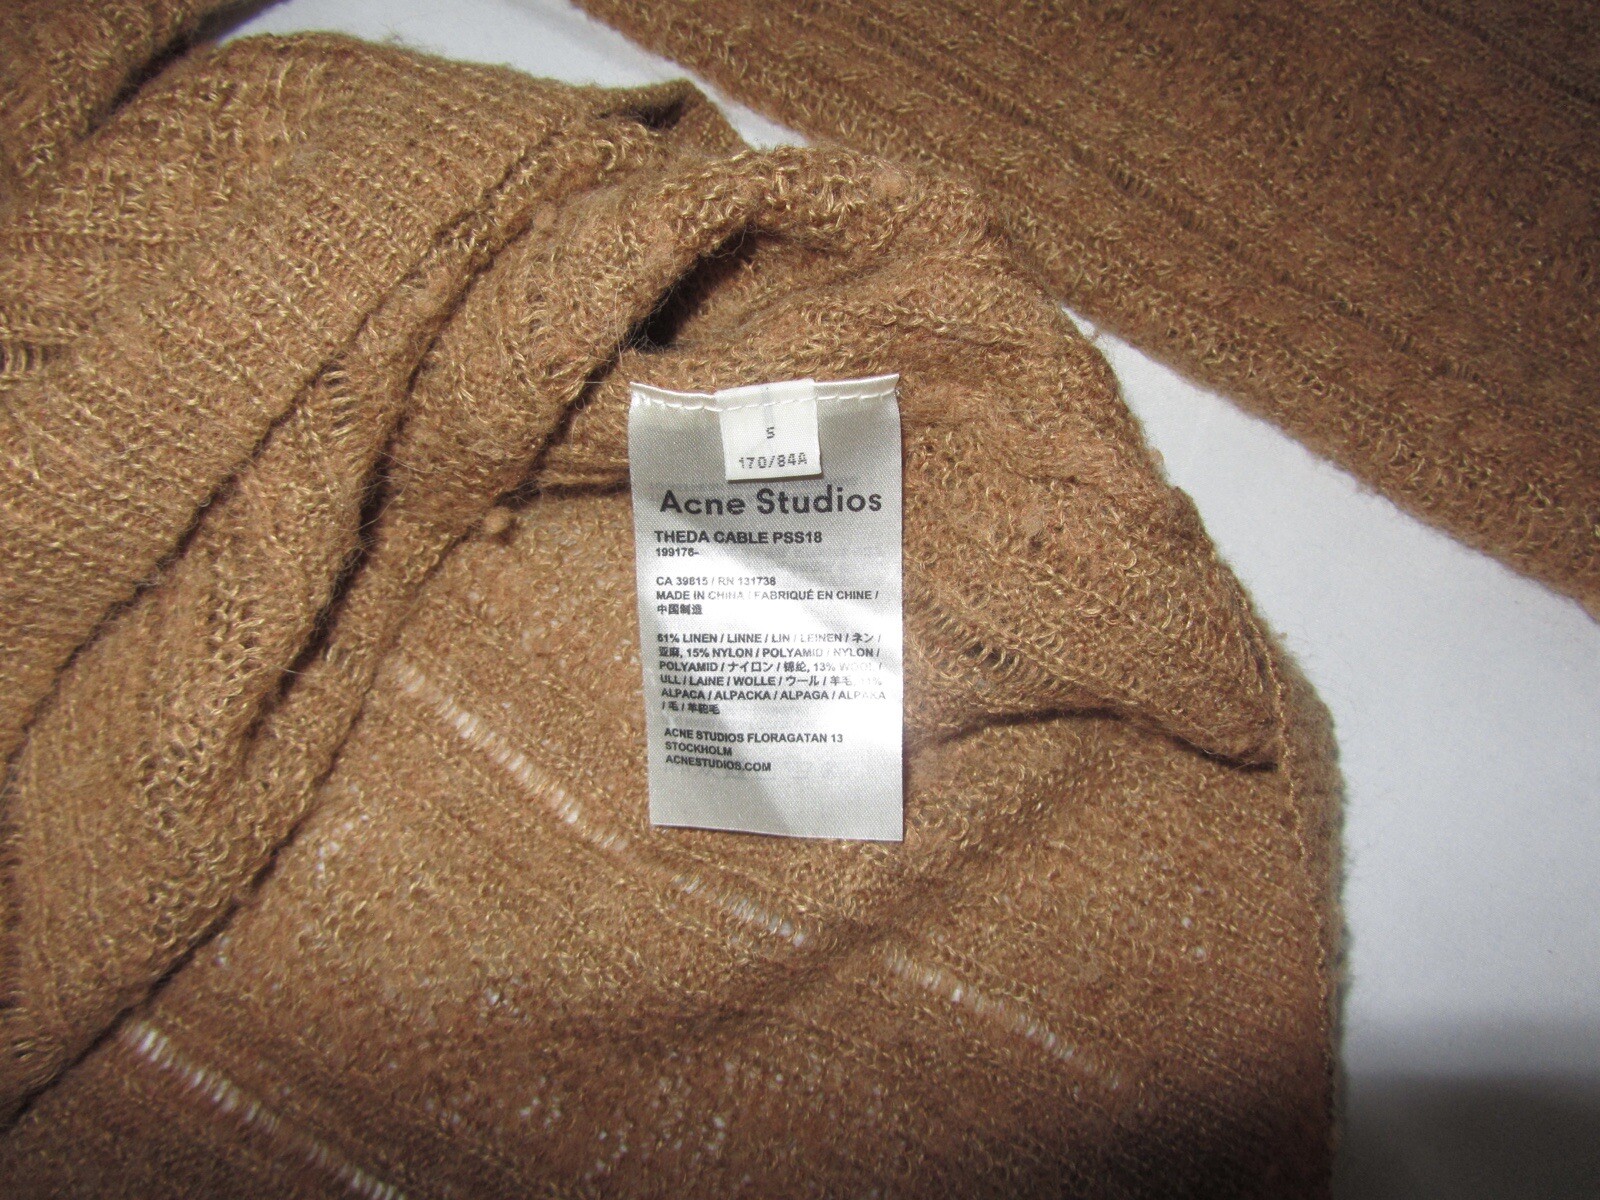 S
170/84A
Acne Studios
THEDA CABLE PSS18
199176-
CA 39815 / RN 131738
MADE IN CHINA / FABRIQUÉ EN CHINE /
中国制造
61% LINEN / LINNE / LIN / LEINEN / ネン /
亚麻, 15% NYLON / POLYAMID / NYLON /
POLYAMID / ナイロン / 锦纶, 13% WOOL /
ULL / LAINE / WOLLE / ウール / 羊毛, 11%
ALPACA / ALPACKA / ALPAGA / ALPAKA
/ 毛 / 羊驼毛
ACNE STUDIOS FLORAGATAN 13
STOCKHOLM
ACNESTUDIOS.COM